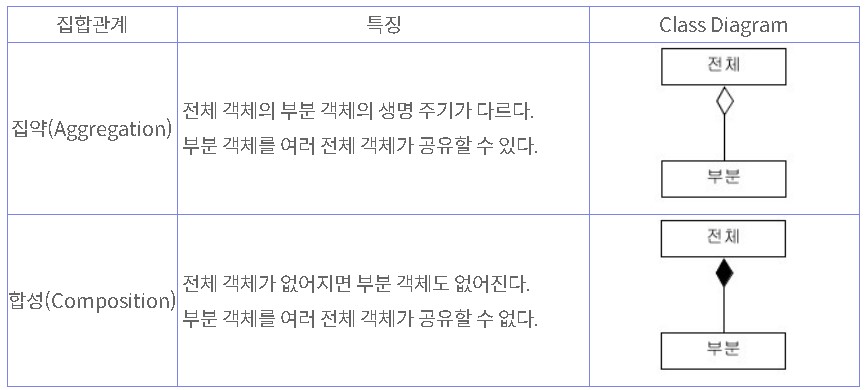 집합관계 특징 Class Diagram
전체
전체 객체의 부분 객체의 생명 주기가 다르다.
집약(Aggregation)
부분 객체를 여러 전체 객체가 공유할 수 있다.
부분
전체
전체 객체가 없어지면 부분 객체도 없어진다.
합성(Composition)
부분 객체를 여러 전체 객체가 공유할 수 없다.
부분